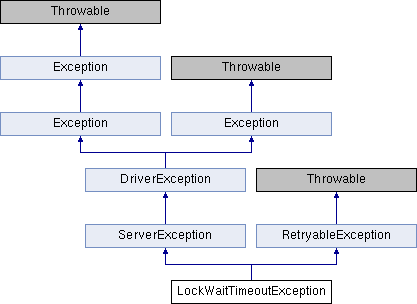 Throwable
Exception
Throwable
Exception
Exception
DriverException
Throwable
ServerException
RetryableException
LockWaitTimeoutException